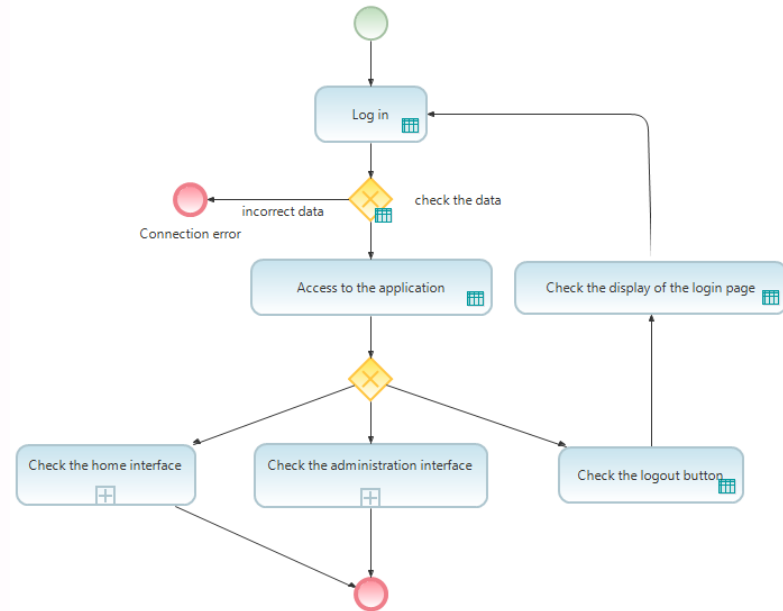 Log in
check the data
incorrect data
Connection error
Access to the application
Check the display of the login page
Check the home interface
Check the administration interface
Check the logout button